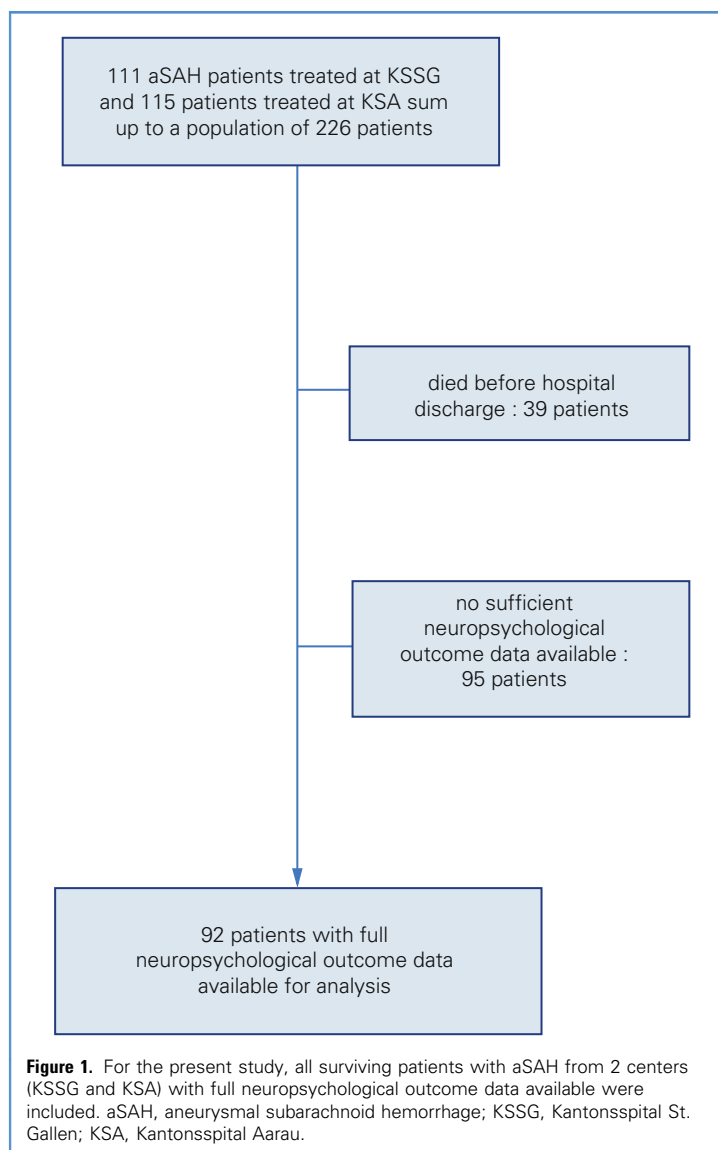 111 aSAH patients treated at KSSG
and 115 patients treated at KSA sum
up to a population of 226 patients
died before hospital
discharge : 39 patients
no sufficient
neuropsychological
outcome data available :
95 patients
92 patients with full
neuropsychological outcome data
available for analysis
Figure 1. For the present study, all surviving patients with aSAH from 2 centers
(KSSG and KSA) with full neuropsychological outcome data available were
included. aSAH, aneurysmal subarachnoid hemorrhage; KSSG, Kantonsspital St.
Gallen; KSA, Kantonsspital Aarau.